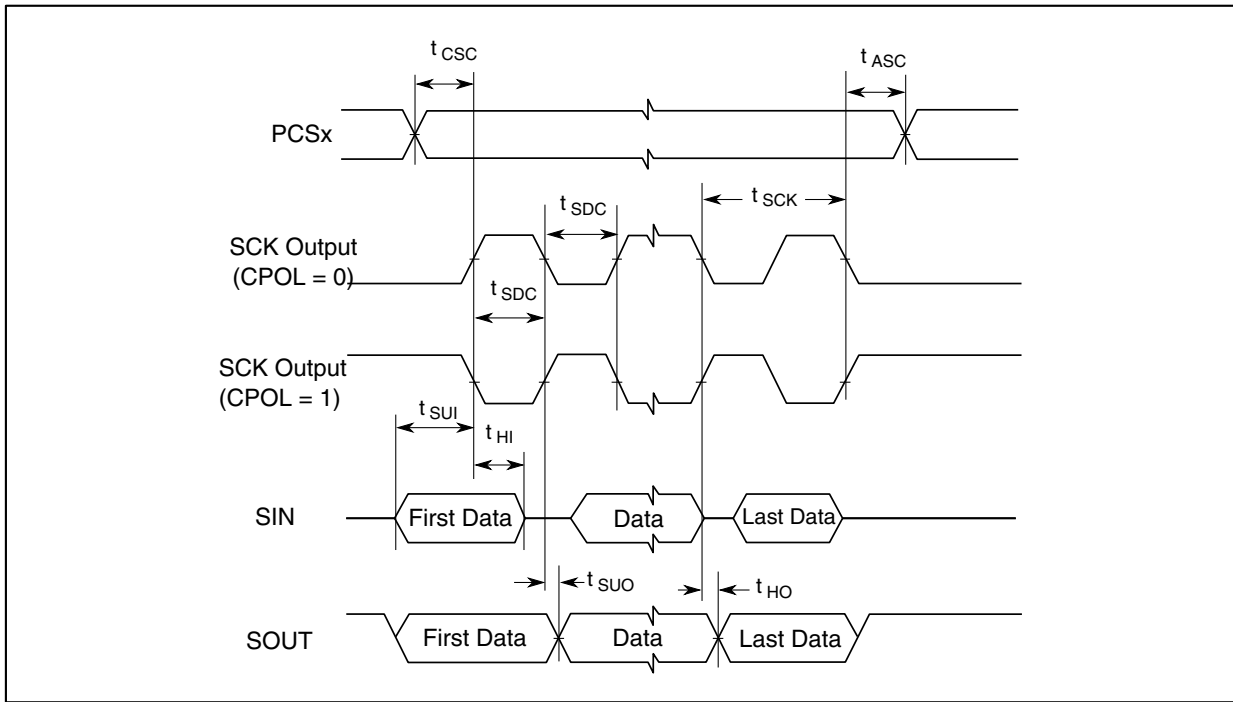 t CSC
t ASC
PCSx
t SCK
t SDC
SCK Output
(CPOL = 0)
t SDC
SCK Output
(CPOL = 1)
t SUI
t HI
SIN
First Data
Data
Last Data
t SUO
t HO
SOUT
First Data
Data
Last Data